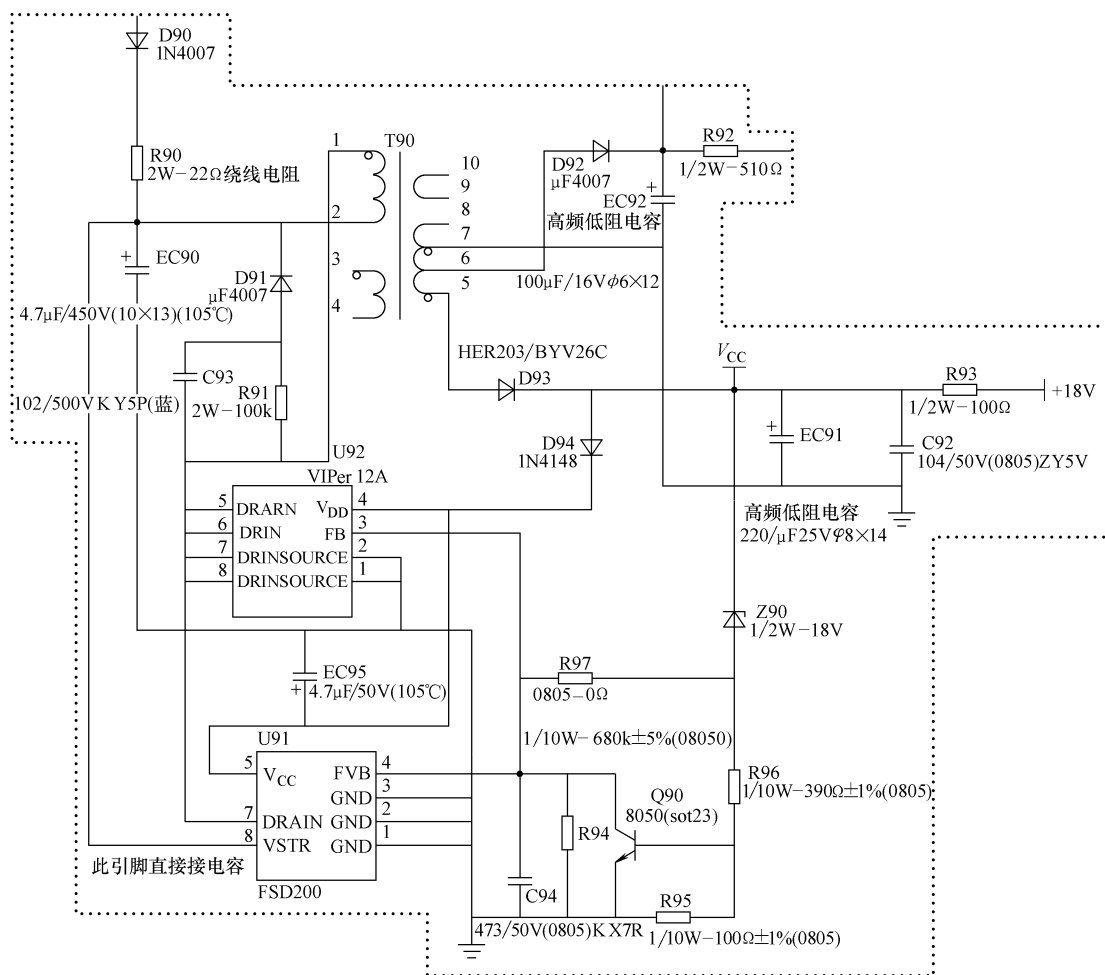 D90
1N4007
R90
2W-22Ω绕线电阻
1
T90
2
3
4
10
9
8
7
6
5
D92
μF4007
R92
1/2W-510Ω
+
EC92
高频低阻电容
100μF/16Vφ6×12
+
EC90
4.7μF/450V(10×13)(105℃)
D91
μF4007
C93
R91
2W-100k
102/500V K Y5P(蓝)
HER203/BYV26C
D93
VCC
R93
+18V
1/2W-100Ω
D94
1N4148
+
EC91
C92
104/50V(0805)ZY5V
高频低阻电容
220/μF25Vφ8×14
U92
VIPer 12A
5
DRARN
VDD
4
6
DRIN
FB
3
7
DRINSOURCE
2
8
DRINSOURCE
1
Z90
1/2W-18V
EC95
+
4.7μF/50V(105℃)
R97
0805-0Ω
1/10W-680k±5%(08050)
U91
5
VCC
FVB
4
GND
3
7
DRAIN
GND
2
8
VSTR
GND
1
此引脚直接接电容
FSD200
R94
Q90
8050(sot23)
R96
1/10W-390Ω±1%(0805)
C94
473/50V(0805)K X7R
R95
1/10W-100Ω±1%(0805)